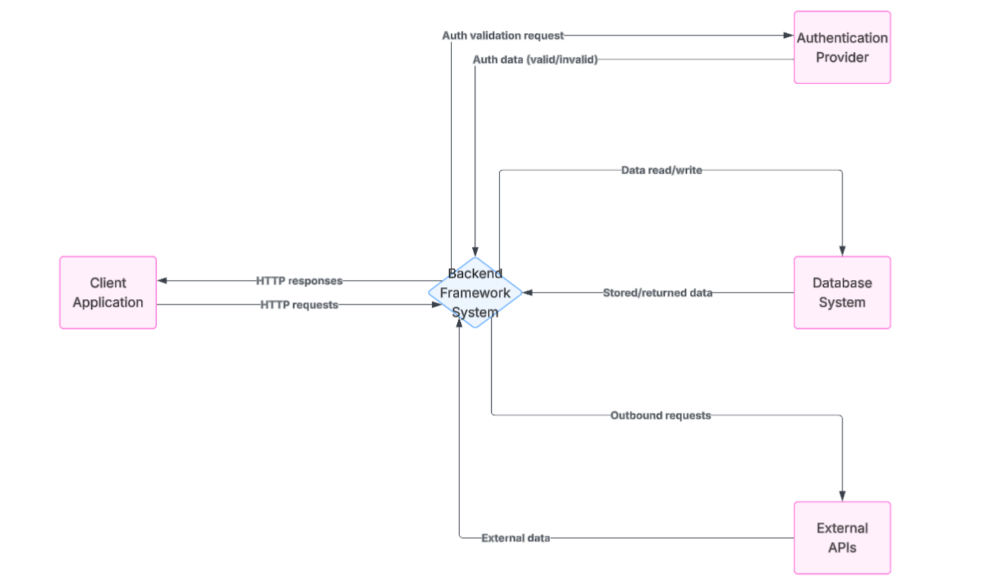 Auth validation request
Authentication
Provider
Auth data (valid/invalid)
Data read/write
Client
Application
HTTP responses
HTTP requests
Backend
Framework
System
Stored/returned data
Database
System
Outbound requests
External data
External
APIs